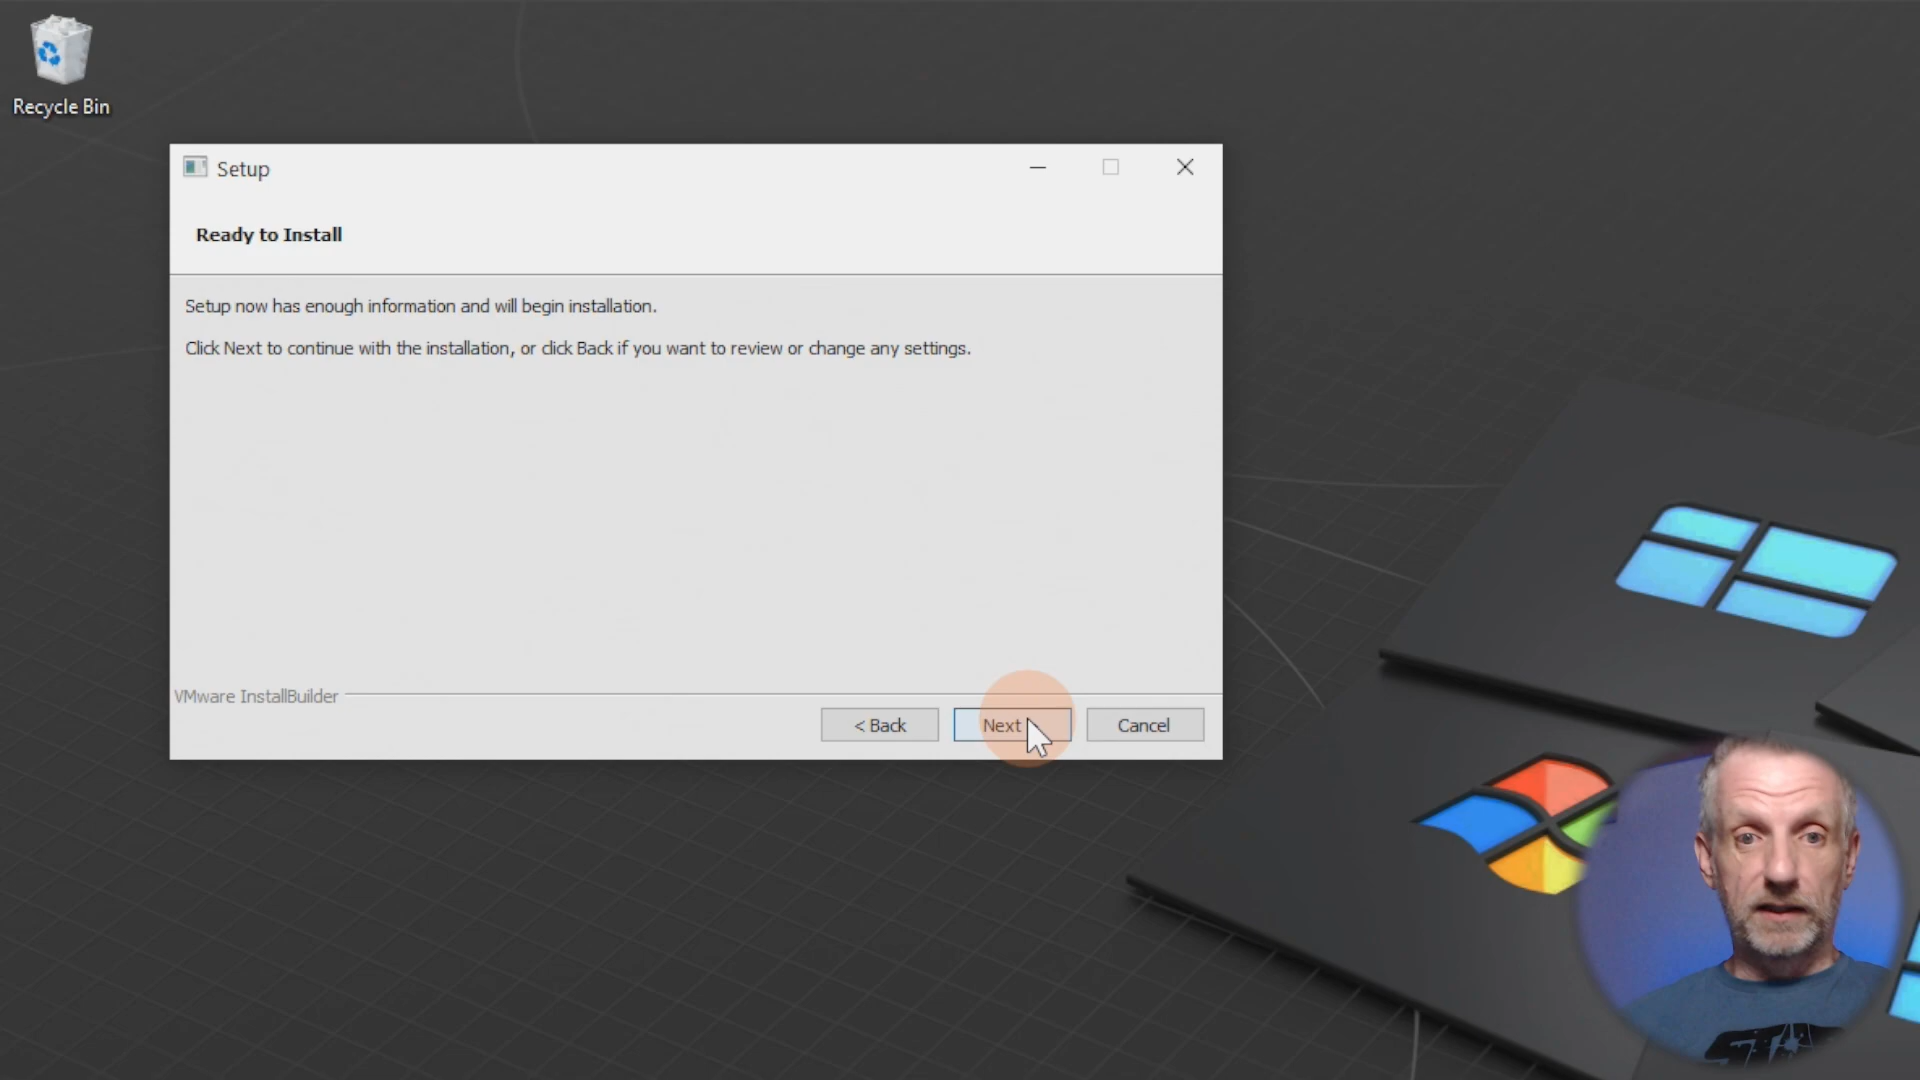 Recycle Bin
Setup
Ready to Install
Setup now has enough information and will begin installation.
Click Next to continue with the installation, or click Back if you want to review or change any settings.
VMware InstallBuilder
< Back
Next
Cancel